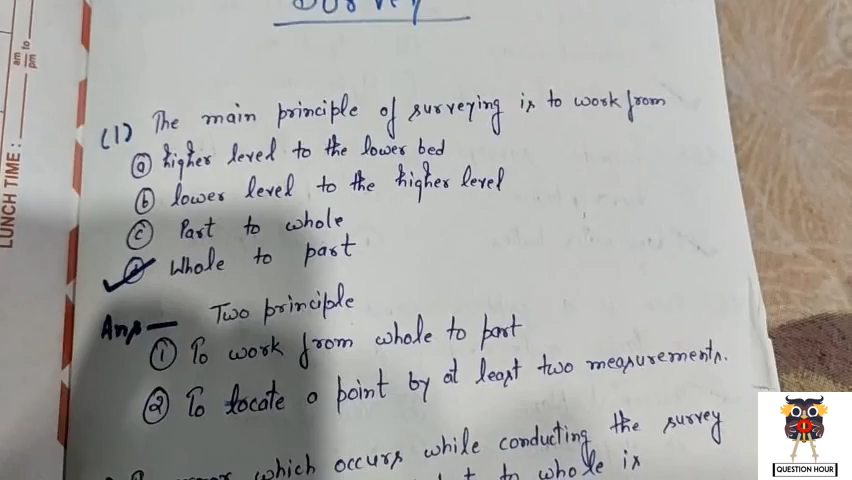 Survey
(1) The main principle of surveying is to work from
(a) higher level to the lower bed
(b) lower level to the higher level
(c) Part to whole
(d) Whole to part
Ans — Two principle
(1) To work from whole to part
(2) To locate a point by at least two measurements.
which occurs while conducting the survey
to whole is
LUNCH TIME : am to pm
QUESTION HOUR